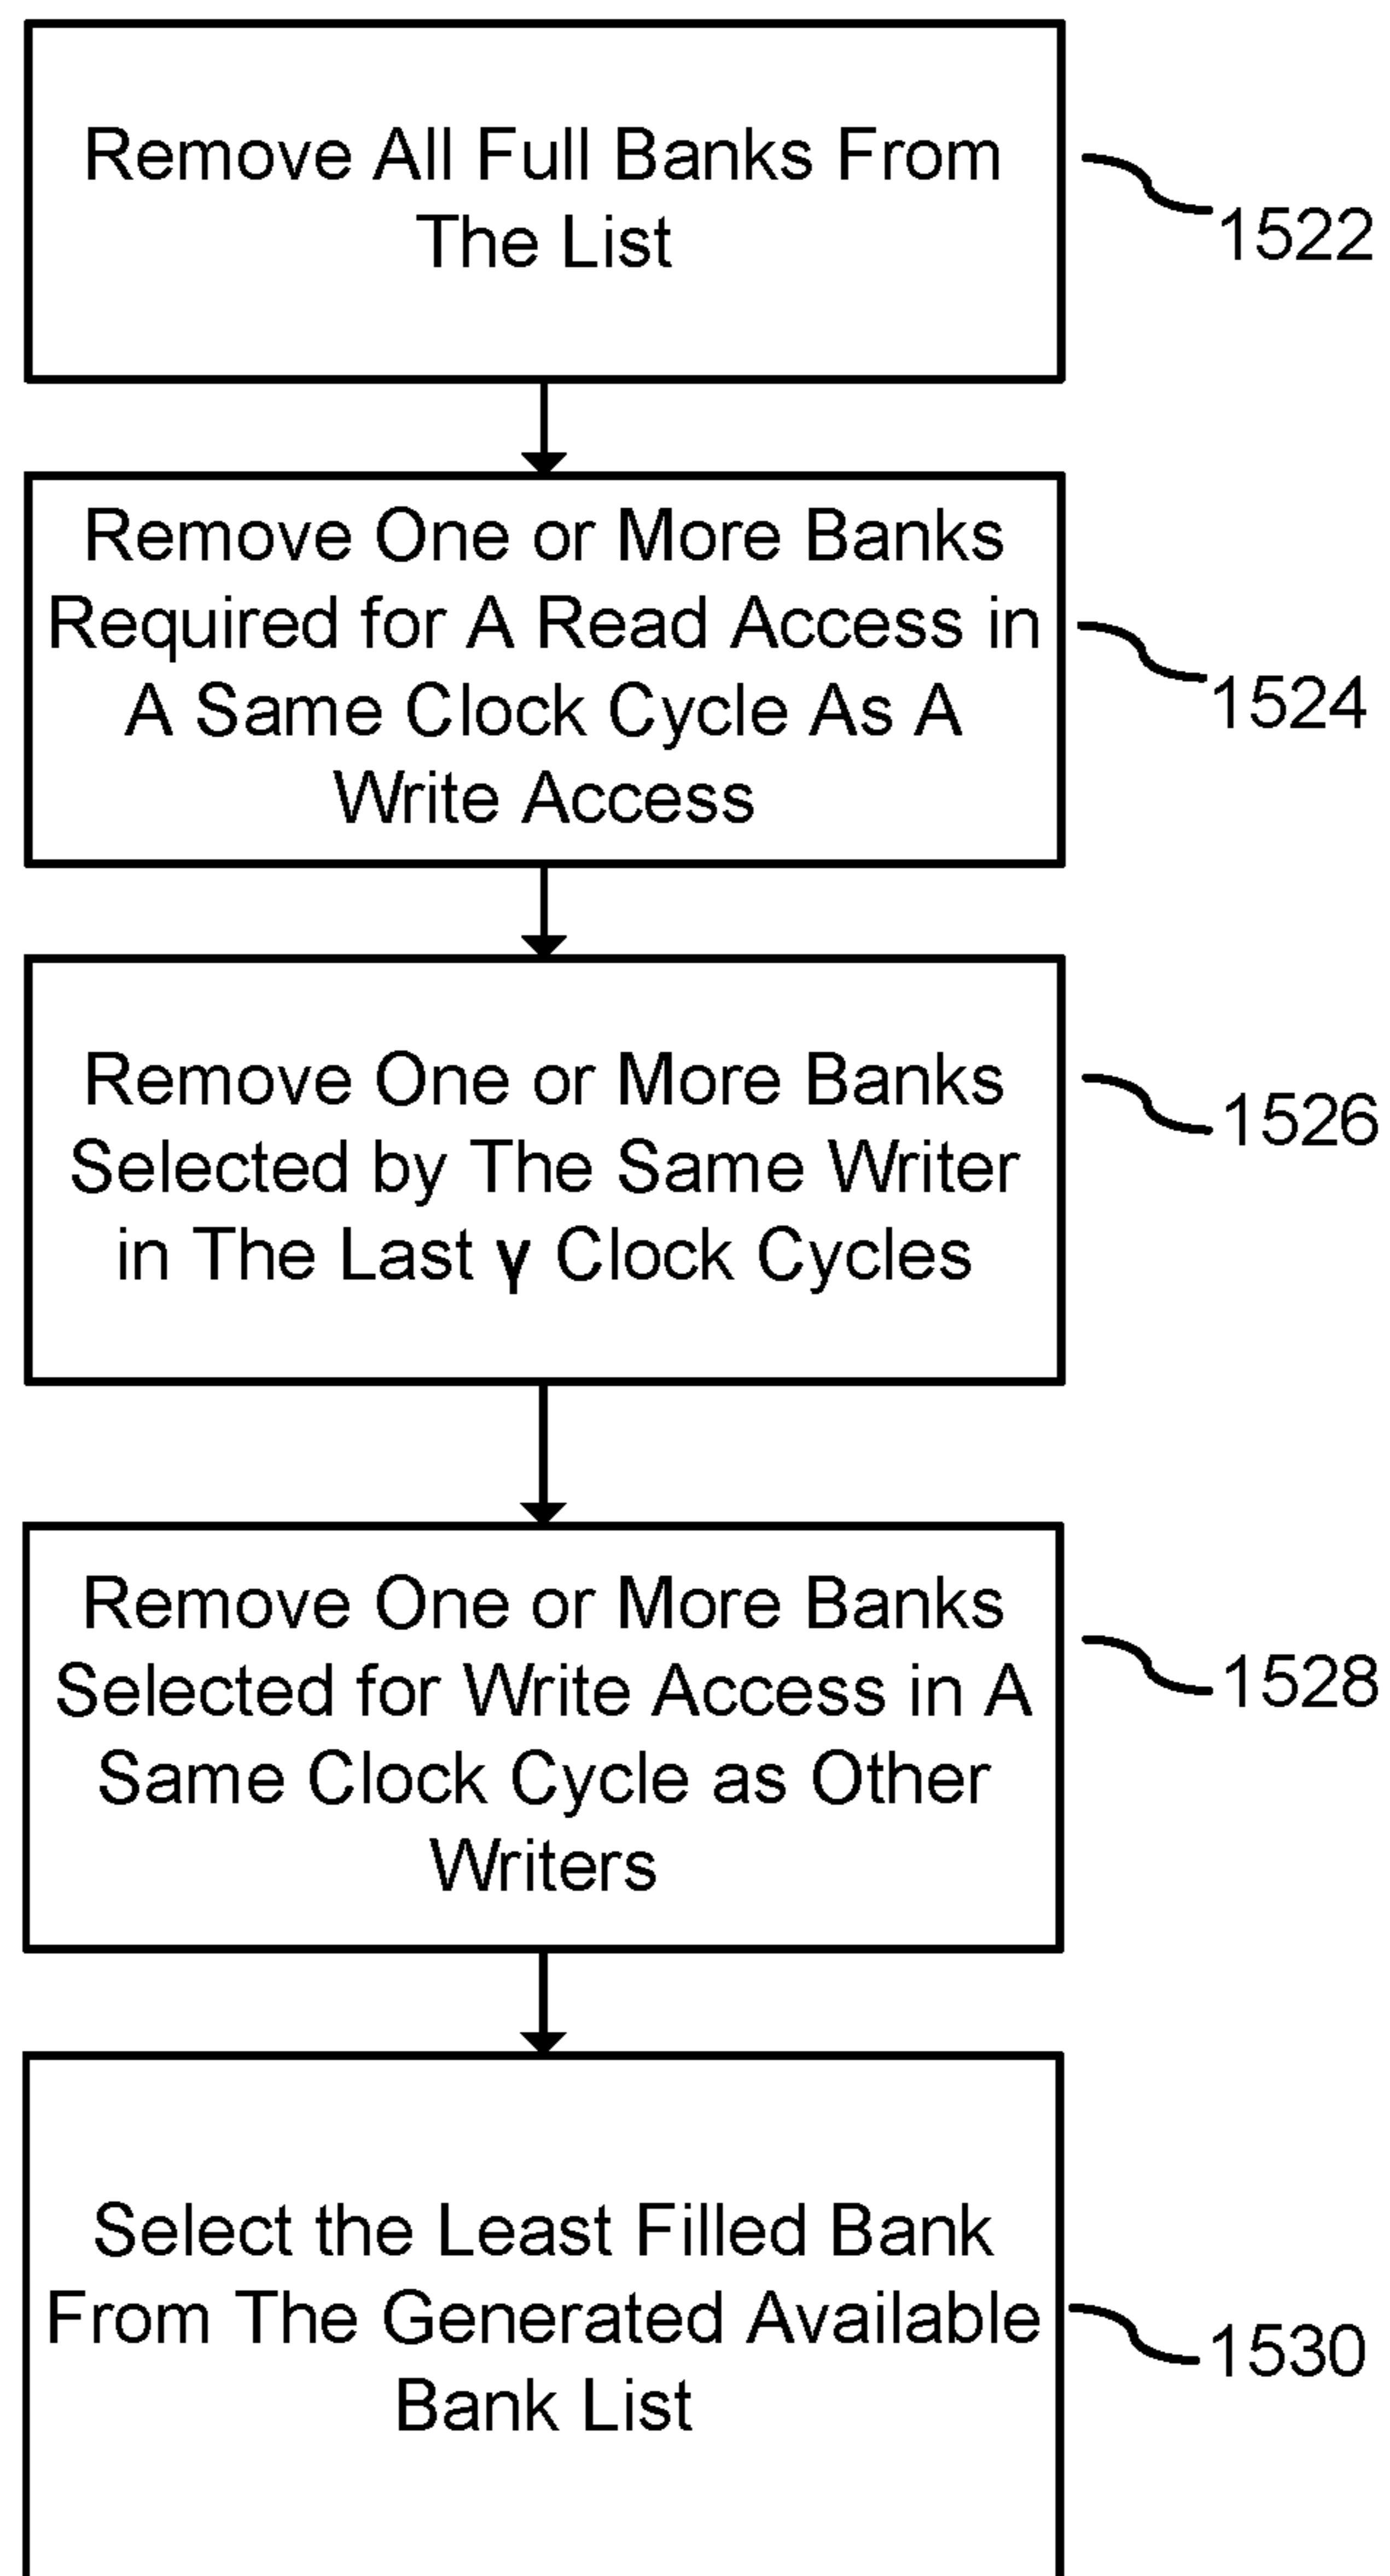 Remove All Full Banks From
The List
1522
Remove One or More Banks
Required for A Read Access in
A Same Clock Cycle As A
Write Access
1524
Remove One or More Banks
Selected by The Same Writer
in The Last γ Clock Cycles
1526
Remove One or More Banks
Selected for Write Access in A
Same Clock Cycle as Other
Writers
1528
Select the Least Filled Bank
From The Generated Available
Bank List
1530